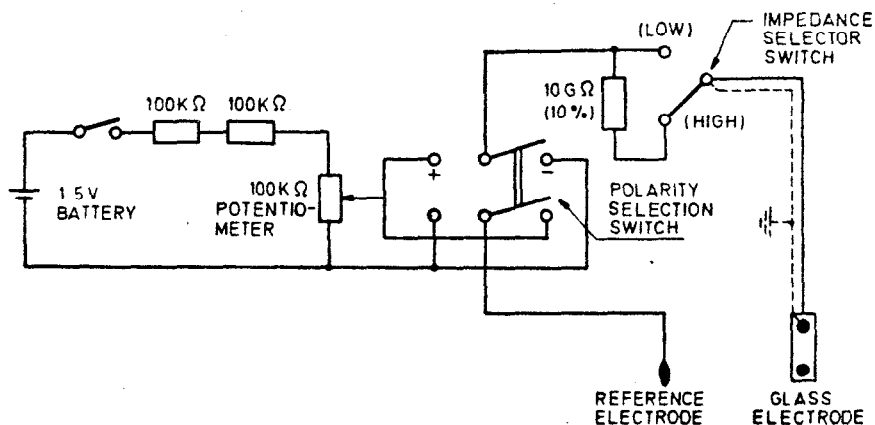 IMPEDANCE
SELECTOR
SWITCH
(LOW)
10GΩ
(10%)
(HIGH)
100KΩ 100KΩ
1 5V
BATTERY
100KΩ
POTENTIO-
METER
+
−
POLARITY
SELECTION
SWITCH
REFERENCE
ELECTRODE
GLASS
ELECTRODE